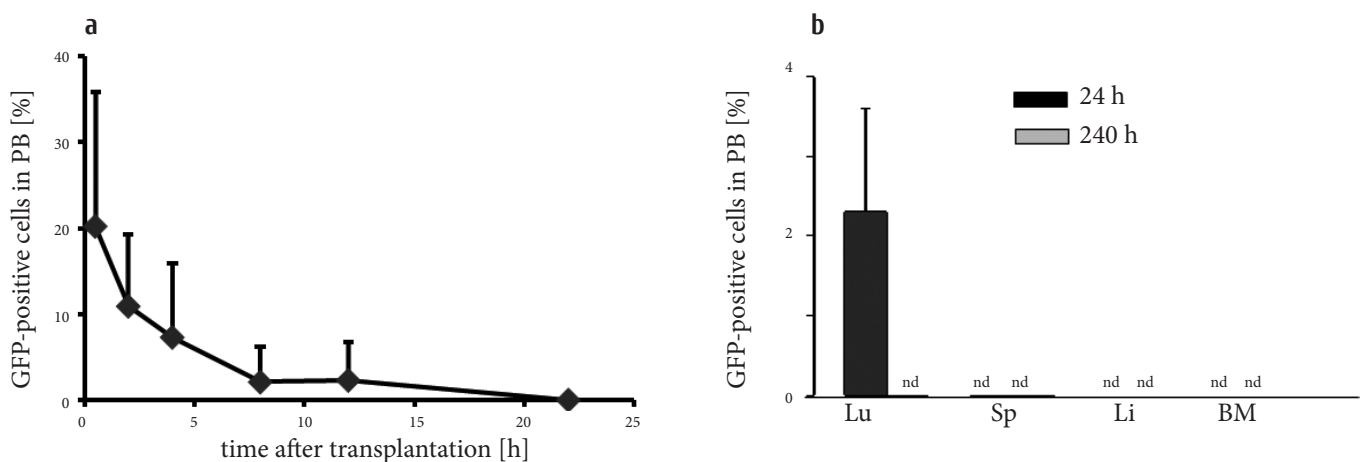 a
GFP-positive cells in PB [%]
40
30
20
10
0
0 5 10 15 20 25
time after transplantation [h]
b
GFP-positive cells in PB [%]
4
2
0
24 h
240 h
nd nd nd nd nd nd nd
Lu Sp Li BM